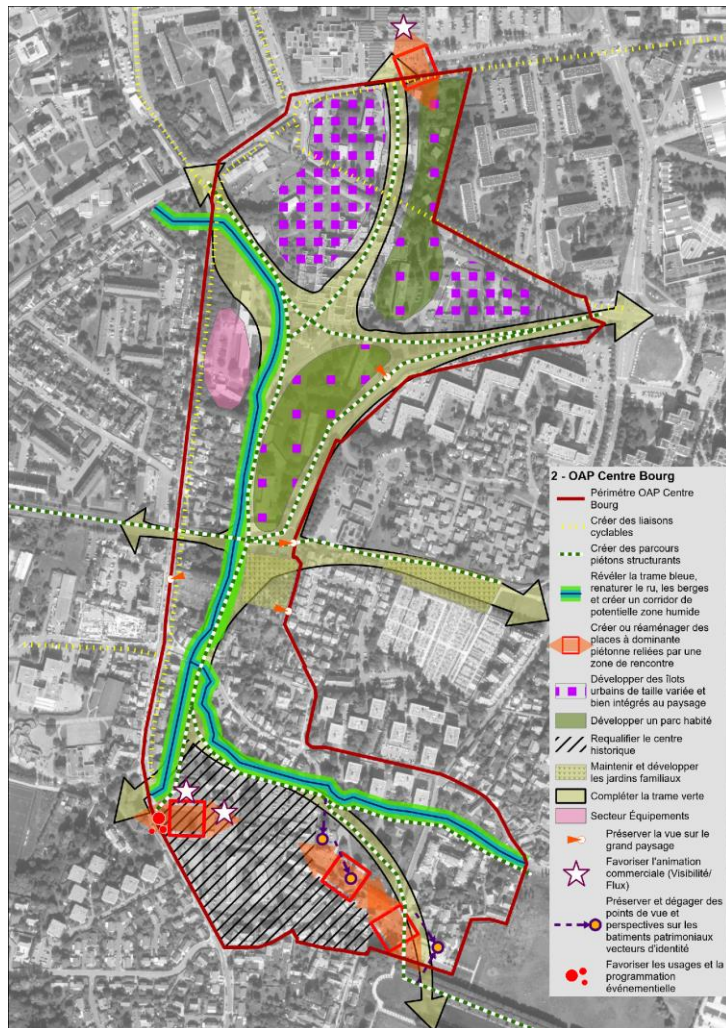 2 - OAP Centre Bourg
Périmètre OAP Centre
Bourg
Créer des liaisons
cyclables
Créer des parcours
piétons structurants
Révéler la trame bleue,
renaturer le ru, les berges
et créer un corridor de
potentielle zone humide
Créer ou réaménager des
places à dominante
piétonne reliées par une
zone de rencontre
Développer des îlots
urbains de taille variée et
bien intégrés au paysage
Développer un parc habité
Requalifier le centre
historique
Maintenir et développer
les jardins familiaux
Compléter la trame verte
Secteur Équipements
Préserver la vue sur le
grand paysage
Favoriser l'animation
commerciale (Visibilité/
Flux)
Préserver et dégager des
points de vue et
perspectives sur les
batiments patrimoniaux
vecteurs d'identité
Favoriser les usages et la
programmation
événementielle